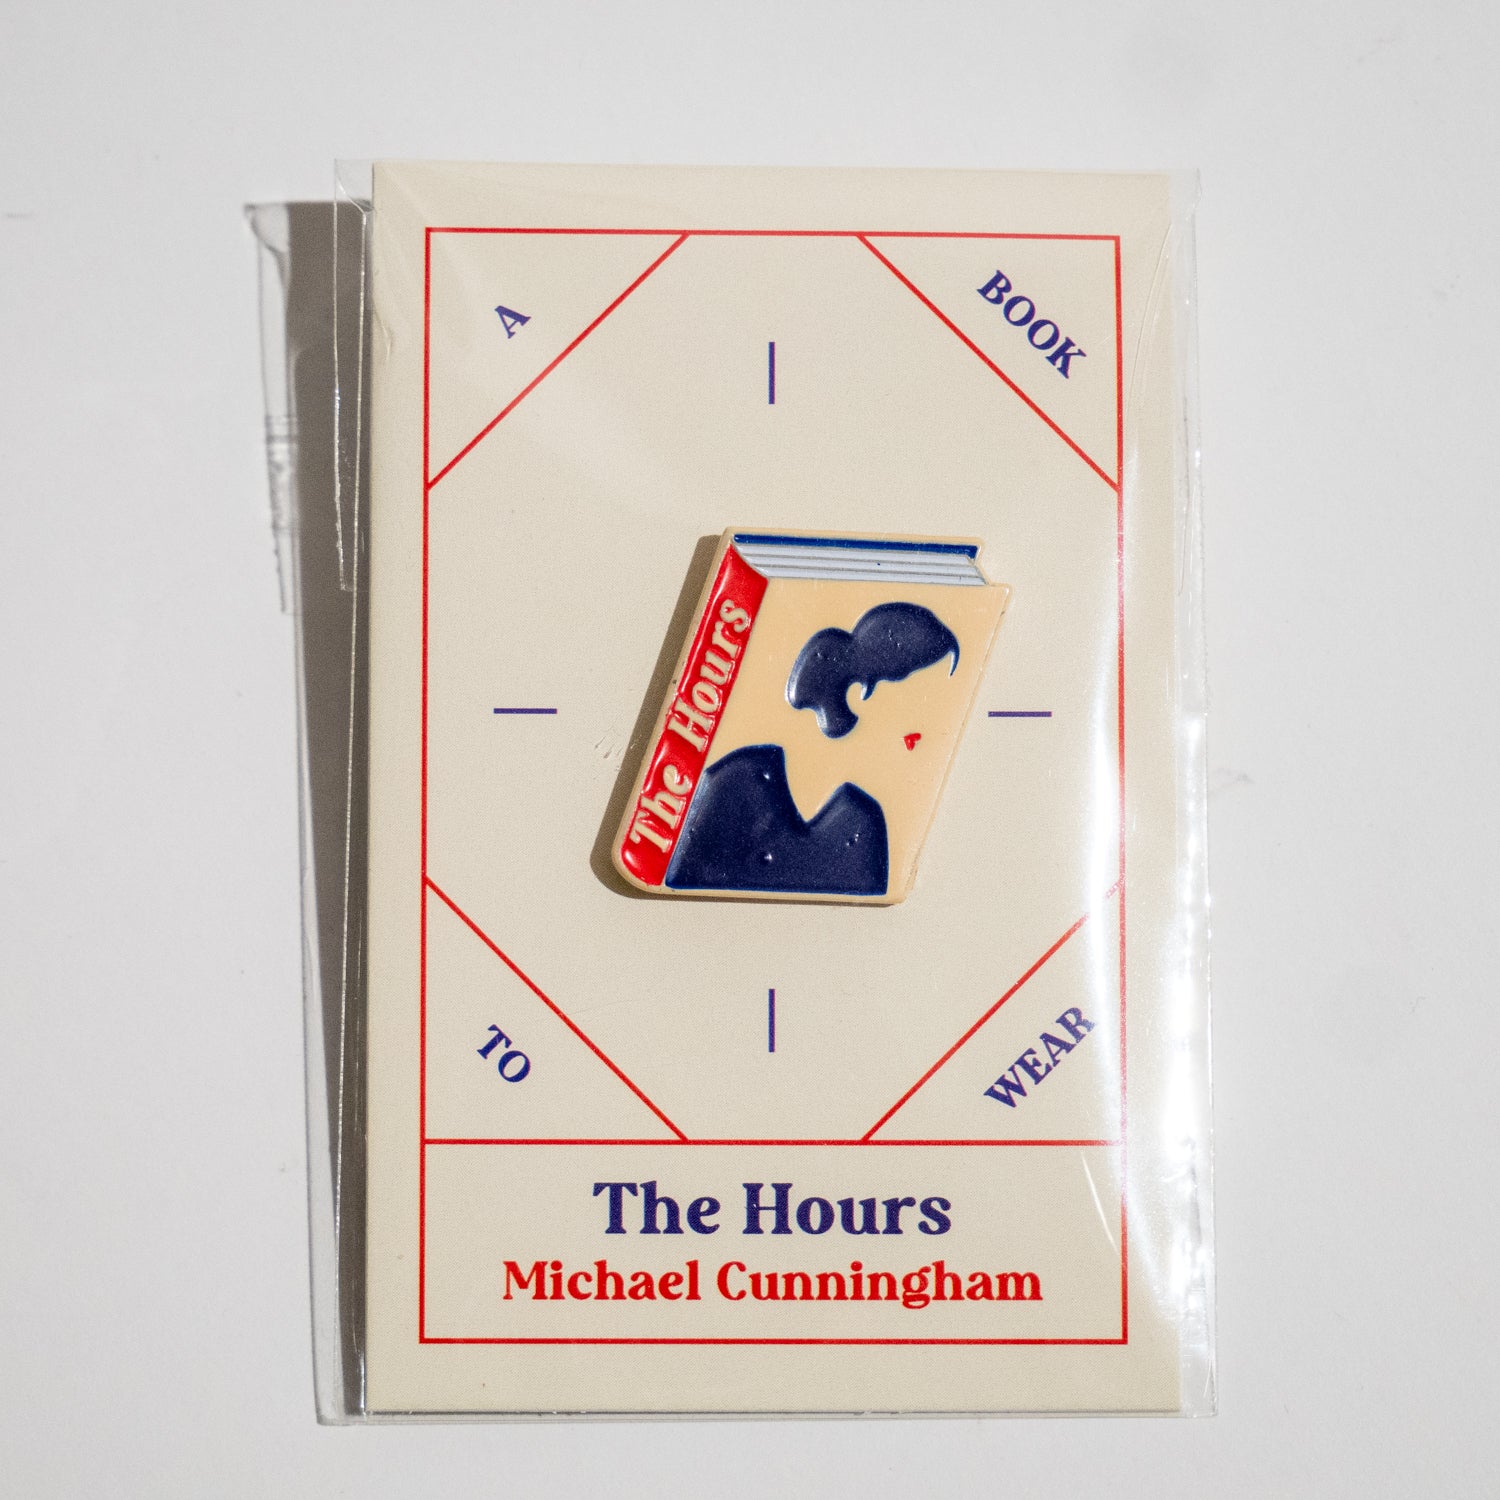 A
BOOK
The Hours
TO
WEAR
The Hours
Michael Cunningham